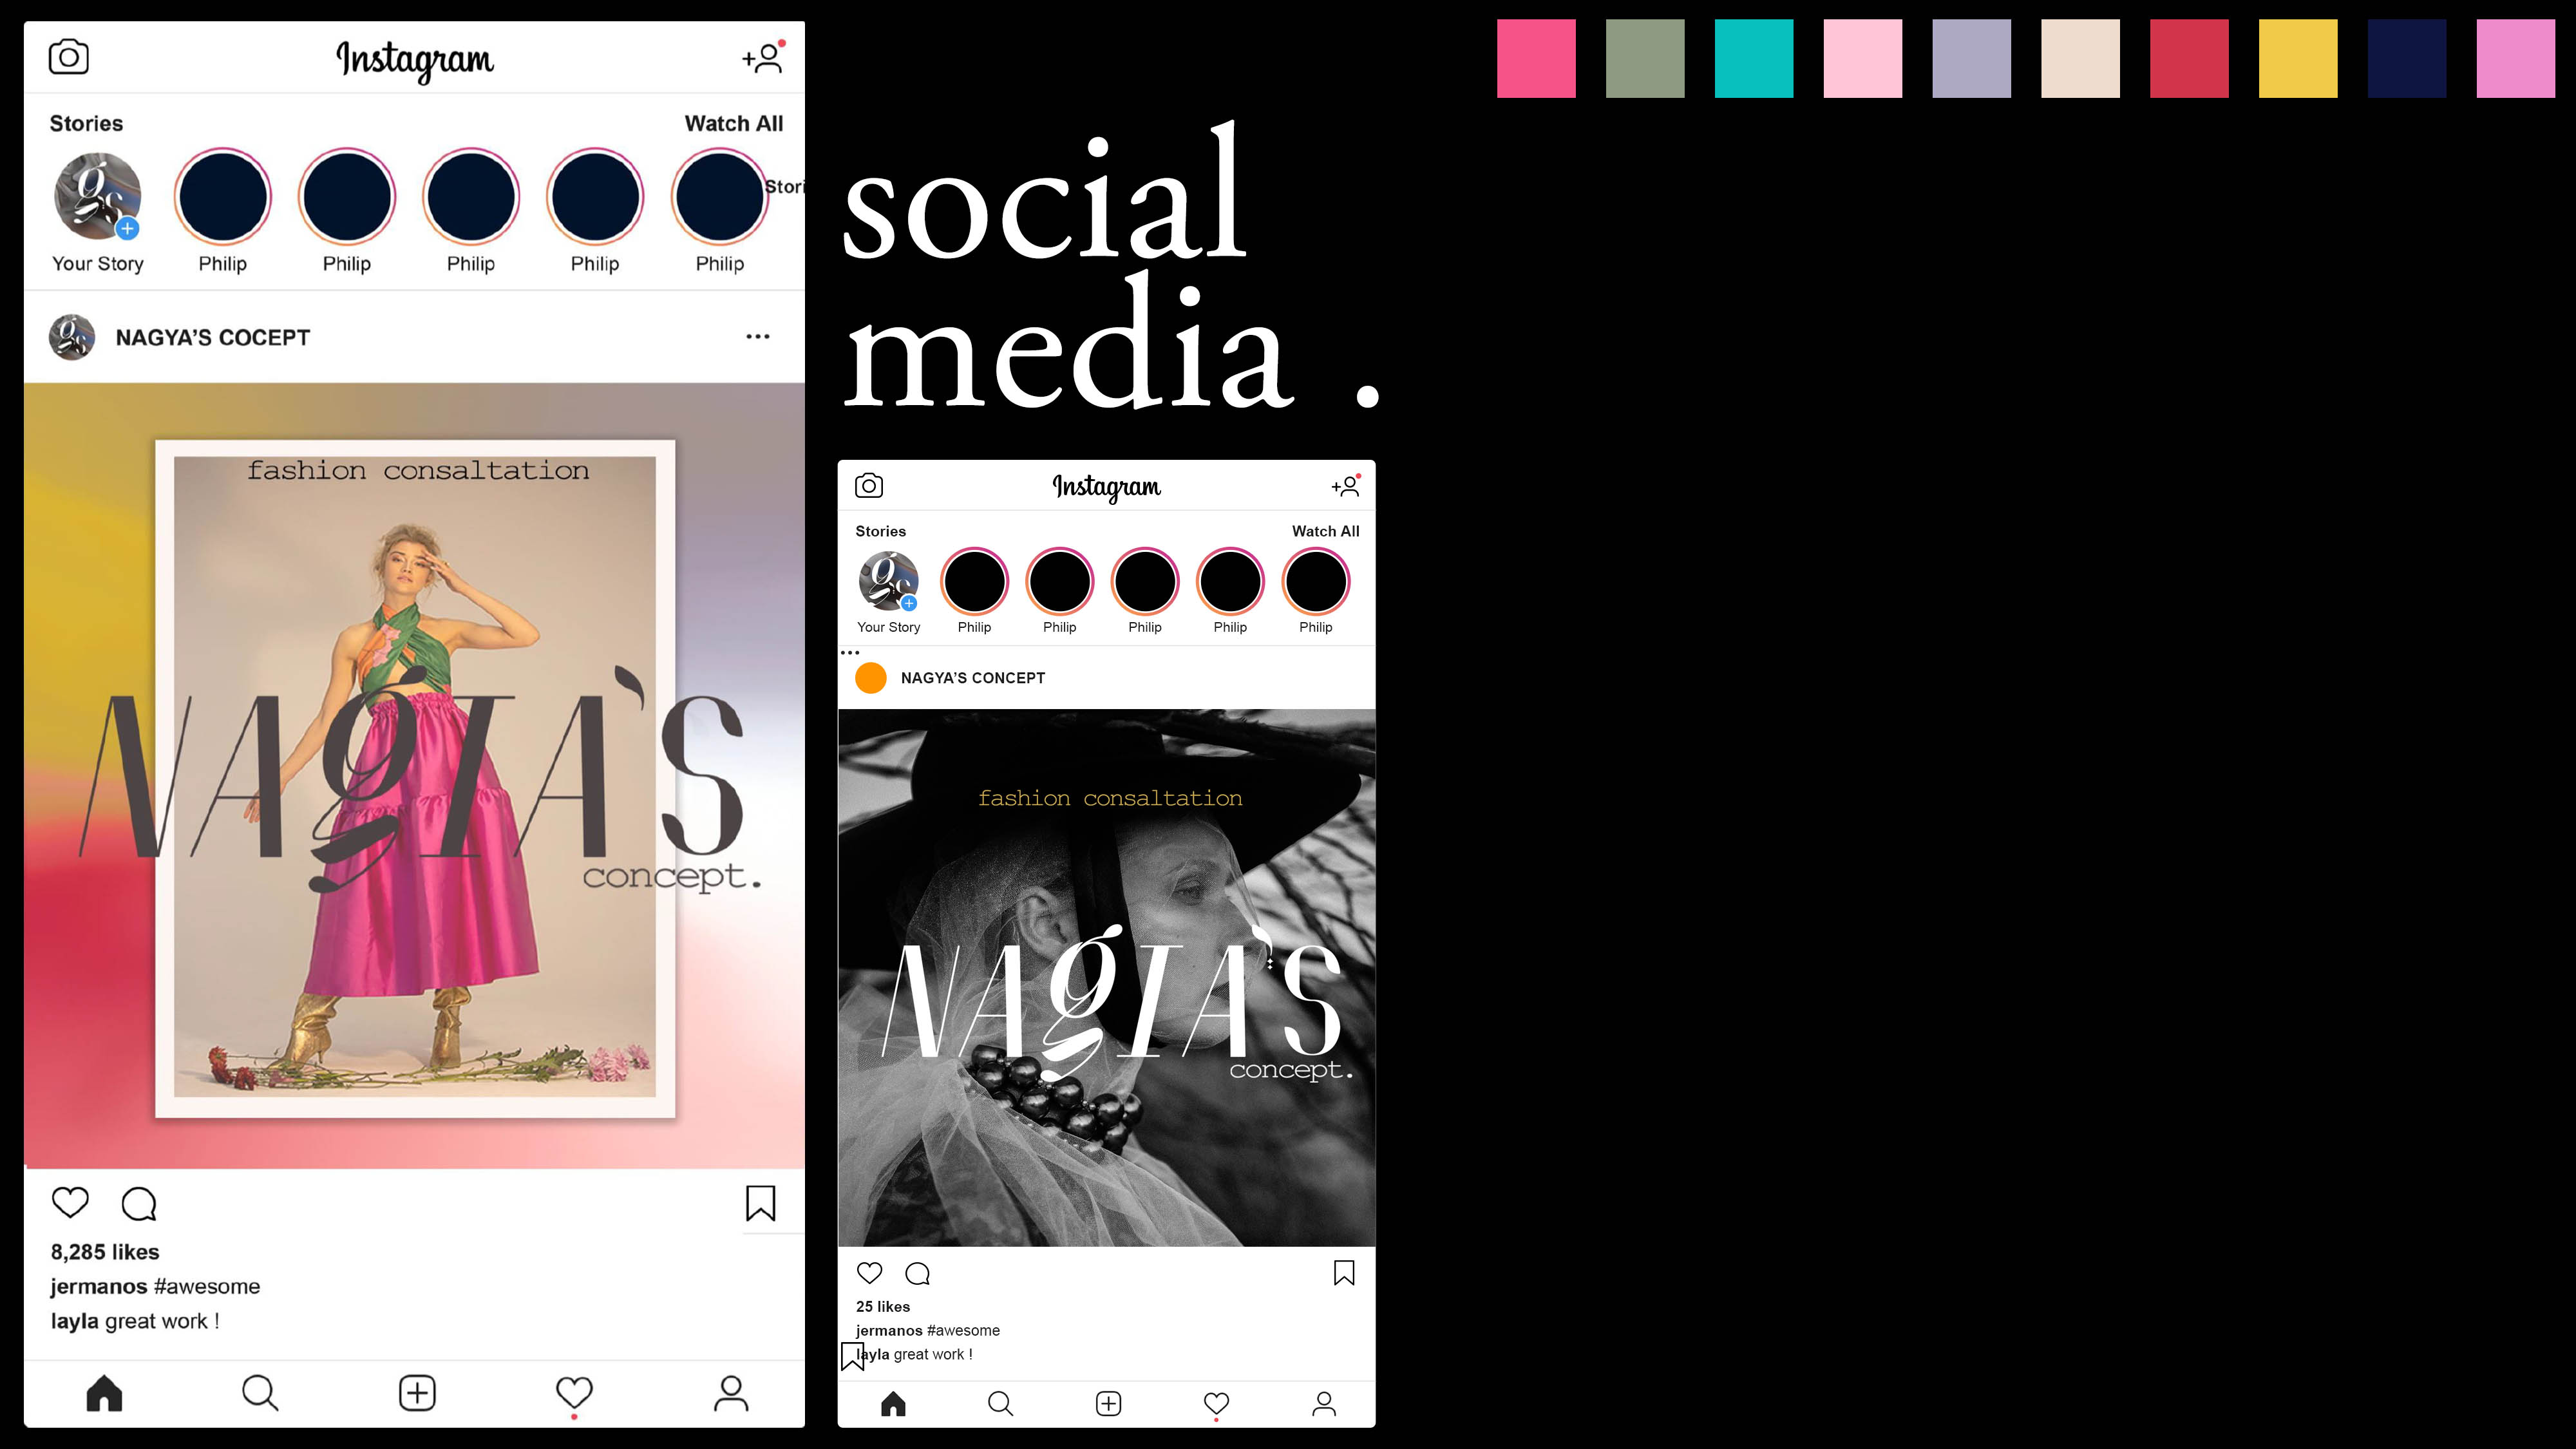 Instagram
Stories
Watch All
Stori
Your Story
Philip
Philip
Philip
Philip
Philip
NAGYA'S COCEPT
fashion consaltation
NAgIA'S
concept.
8,285 likes
jermanos #awesome
layla great work !
social
media .
Instagram
Stories
Watch All
Your Story
Philip
Philip
Philip
Philip
Philip
NAGYA'S CONCEPT
fashion consaltation
NAgIA'S
concept.
25 likes
jermanos #awesome
layla great work !